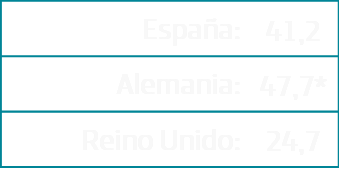 España: 41,2
Alemania: 47,7*
Reino Unido: 24,7